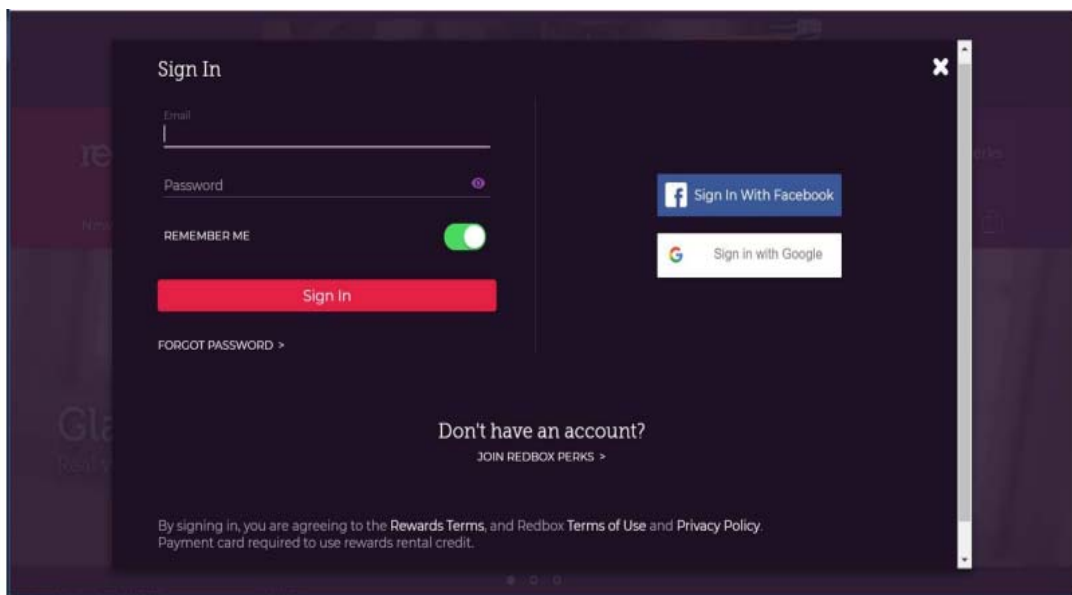 Sign In
Email
Password
REMEMBER ME
Sign In
FORGOT PASSWORD >
Sign In With Facebook
G Sign in with Google
Don't have an account?
JOIN REDBOX PERKS >
By signing in, you are agreeing to the Rewards Terms, and Redbox Terms of Use and Privacy Policy.
Payment card required to use rewards rental credit.